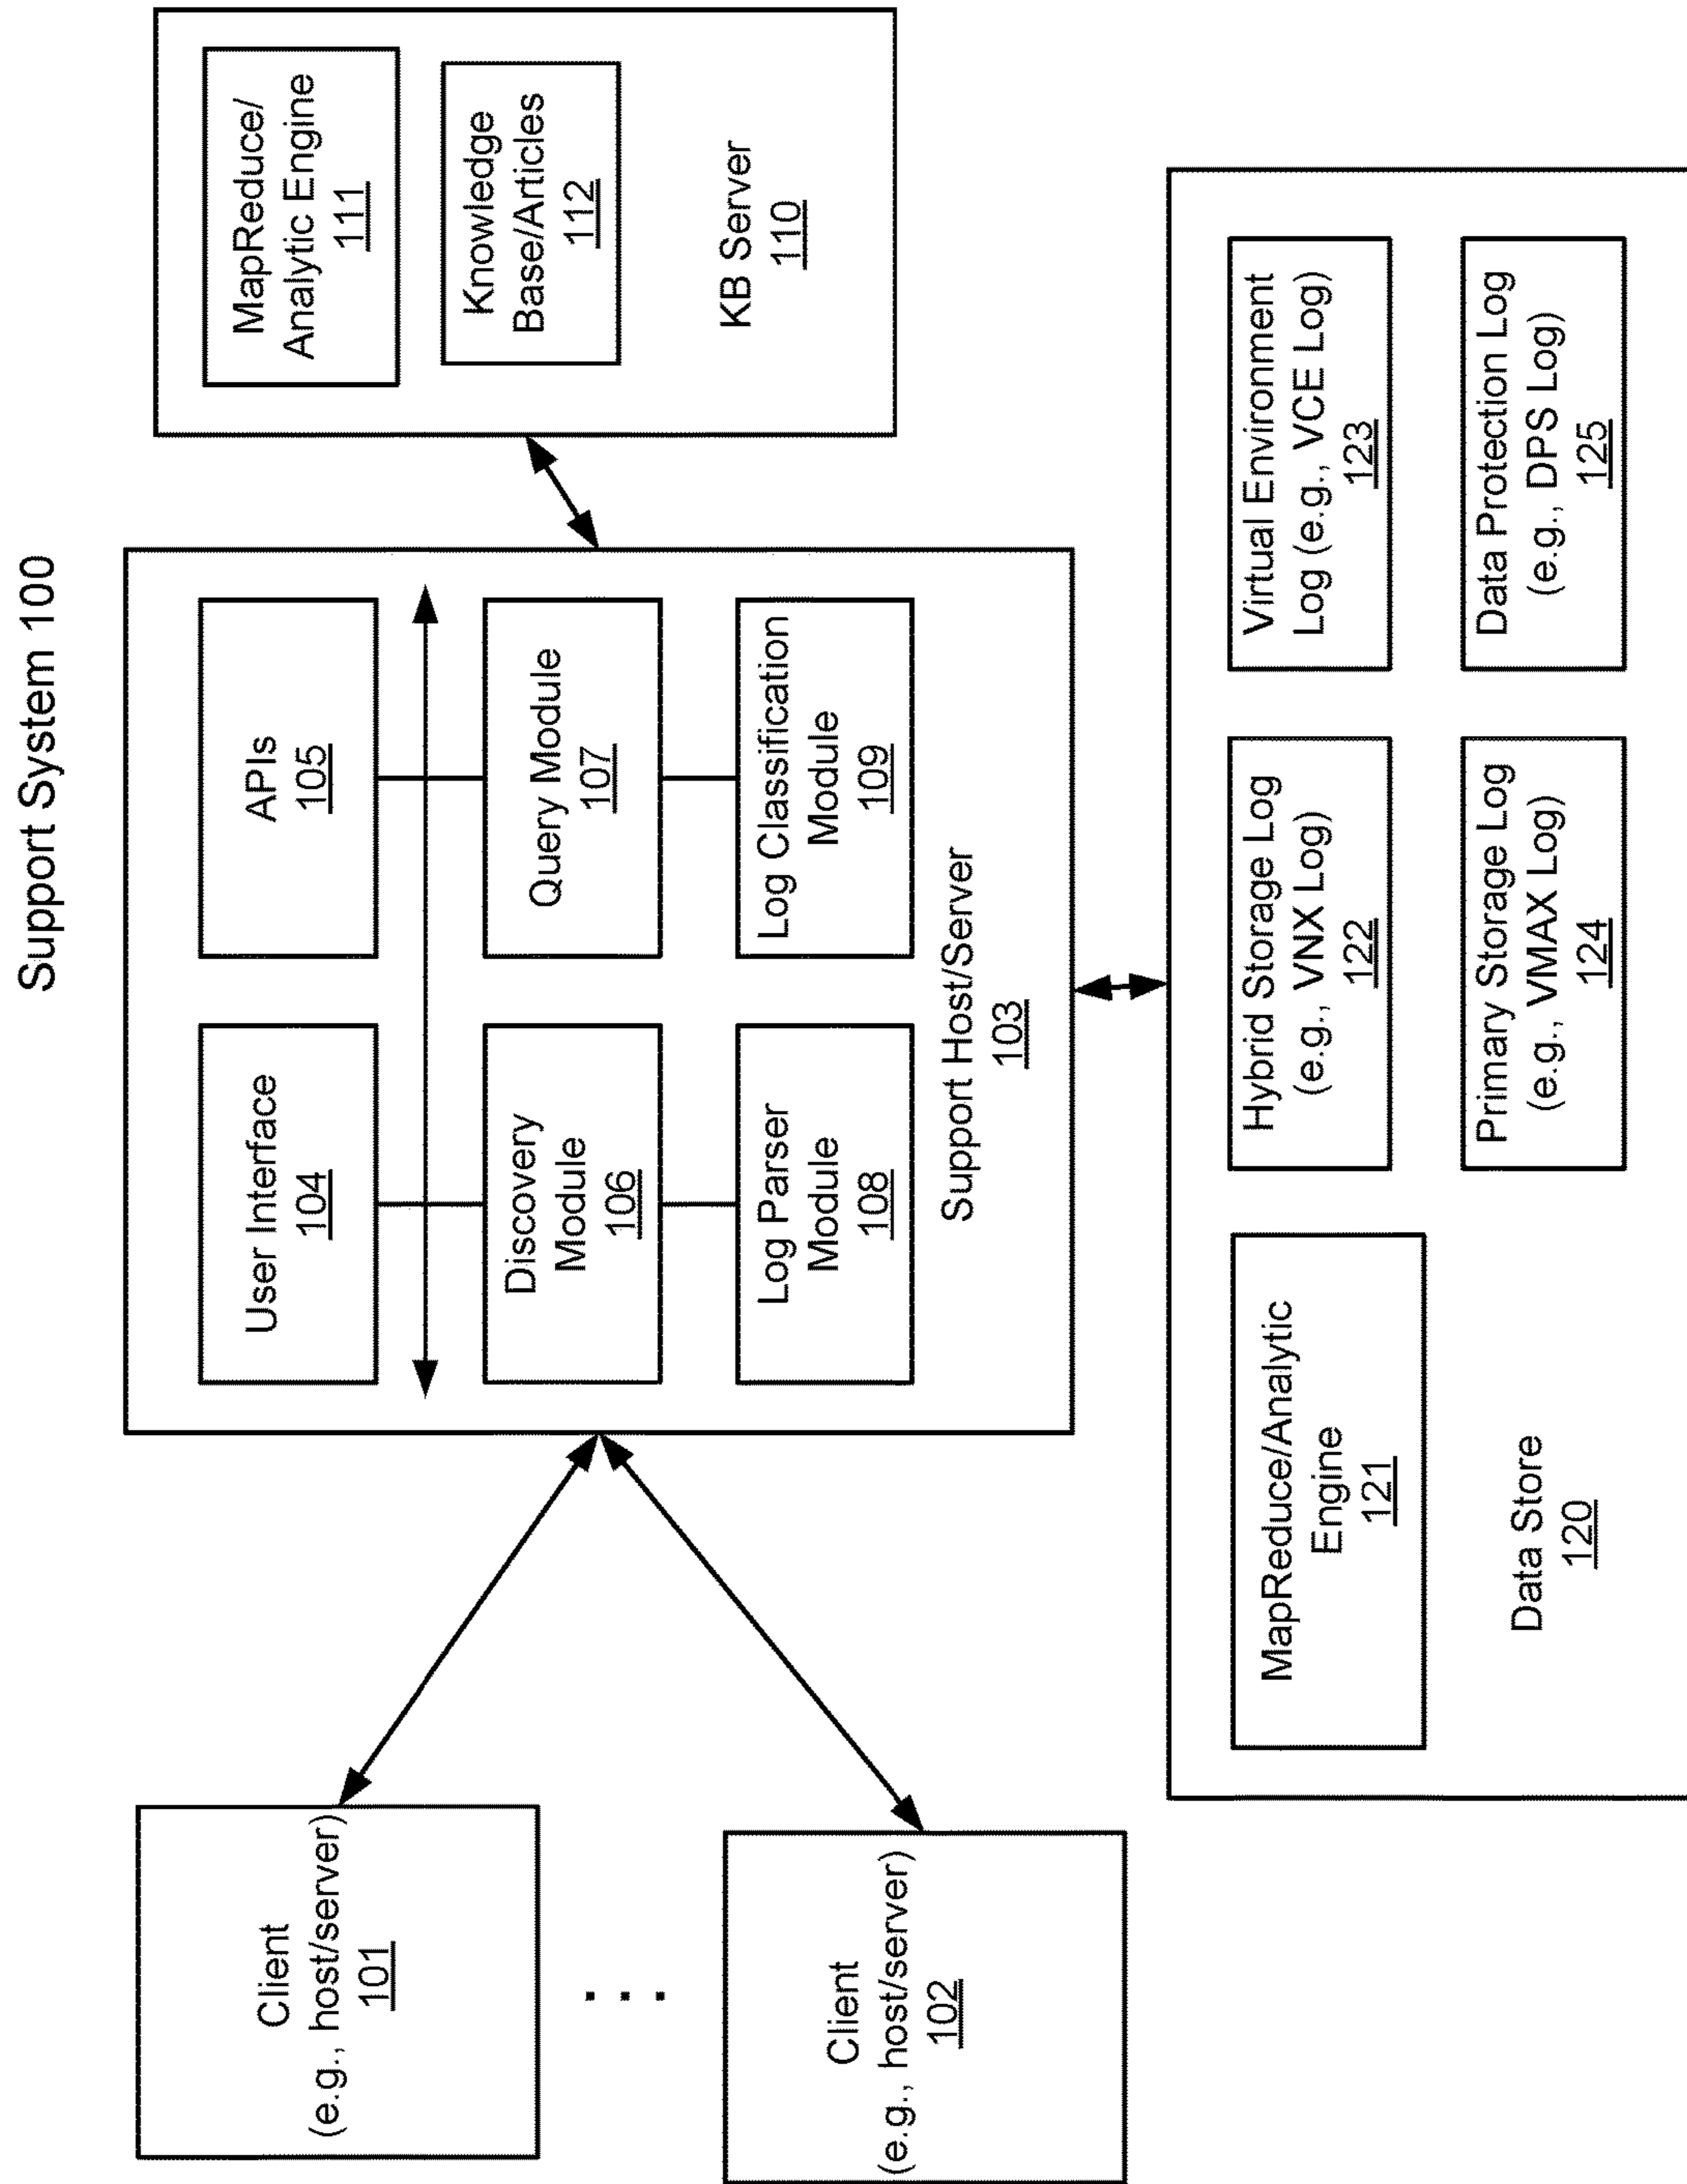 Support System 100
Client
(e.g., host/server)
101
. . .
Client
(e.g., host/server)
102
User Interface
104
APIs
105
Discovery
Module
106
Query Module
107
Log Parser
Module
108
Log Classification
Module
109
Support Host/Server
103
MapReduce/
Analytic Engine
111
Knowledge
Base/Articles
112
KB Server
110
MapReduce/Analytic
Engine
121
Data Store
120
Hybrid Storage Log
(e.g., VNX Log)
122
Virtual Environment
Log (e.g., VCE Log)
123
Primary Storage Log
(e.g., VMAX Log)
124
Data Protection Log
(e.g., DPS Log)
125